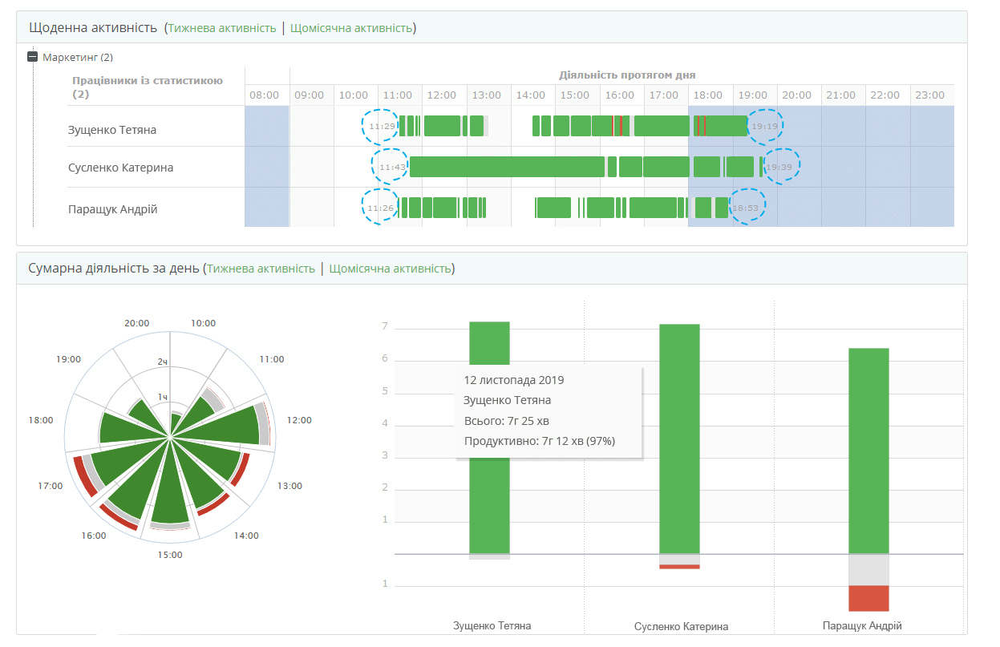 Щоденна активність (Тижнева активність | Щомісячна активність)
Маркетинг (2)
Працівники із статистикою
(2)
Діяльність протягом дня
08:00 09:00 10:00 11:00 12:00 13:00 14:00 15:00 16:00 17:00 18:00 19:00 20:00 21:00 22:00 23:00
Зущенко Тетяна 11:29 19:19
Сусленко Катерина 11:43 19:39
Паращук Андрій 11:26 18:53
Сумарна діяльність за день (Тижнева активність | Щомісячна активність)
20:00 10:00
19:00 11:00
2ч
1ч
18:00 12:00
17:00 13:00
16:00 14:00
15:00
7
6
5
4
3
2
1
1
12 листопада 2019
Зущенко Тетяна
Всього: 7г 25 хв
Продуктивно: 7г 12 хв (97%)
Зущенко Тетяна Сусленко Катерина Паращук Андрій